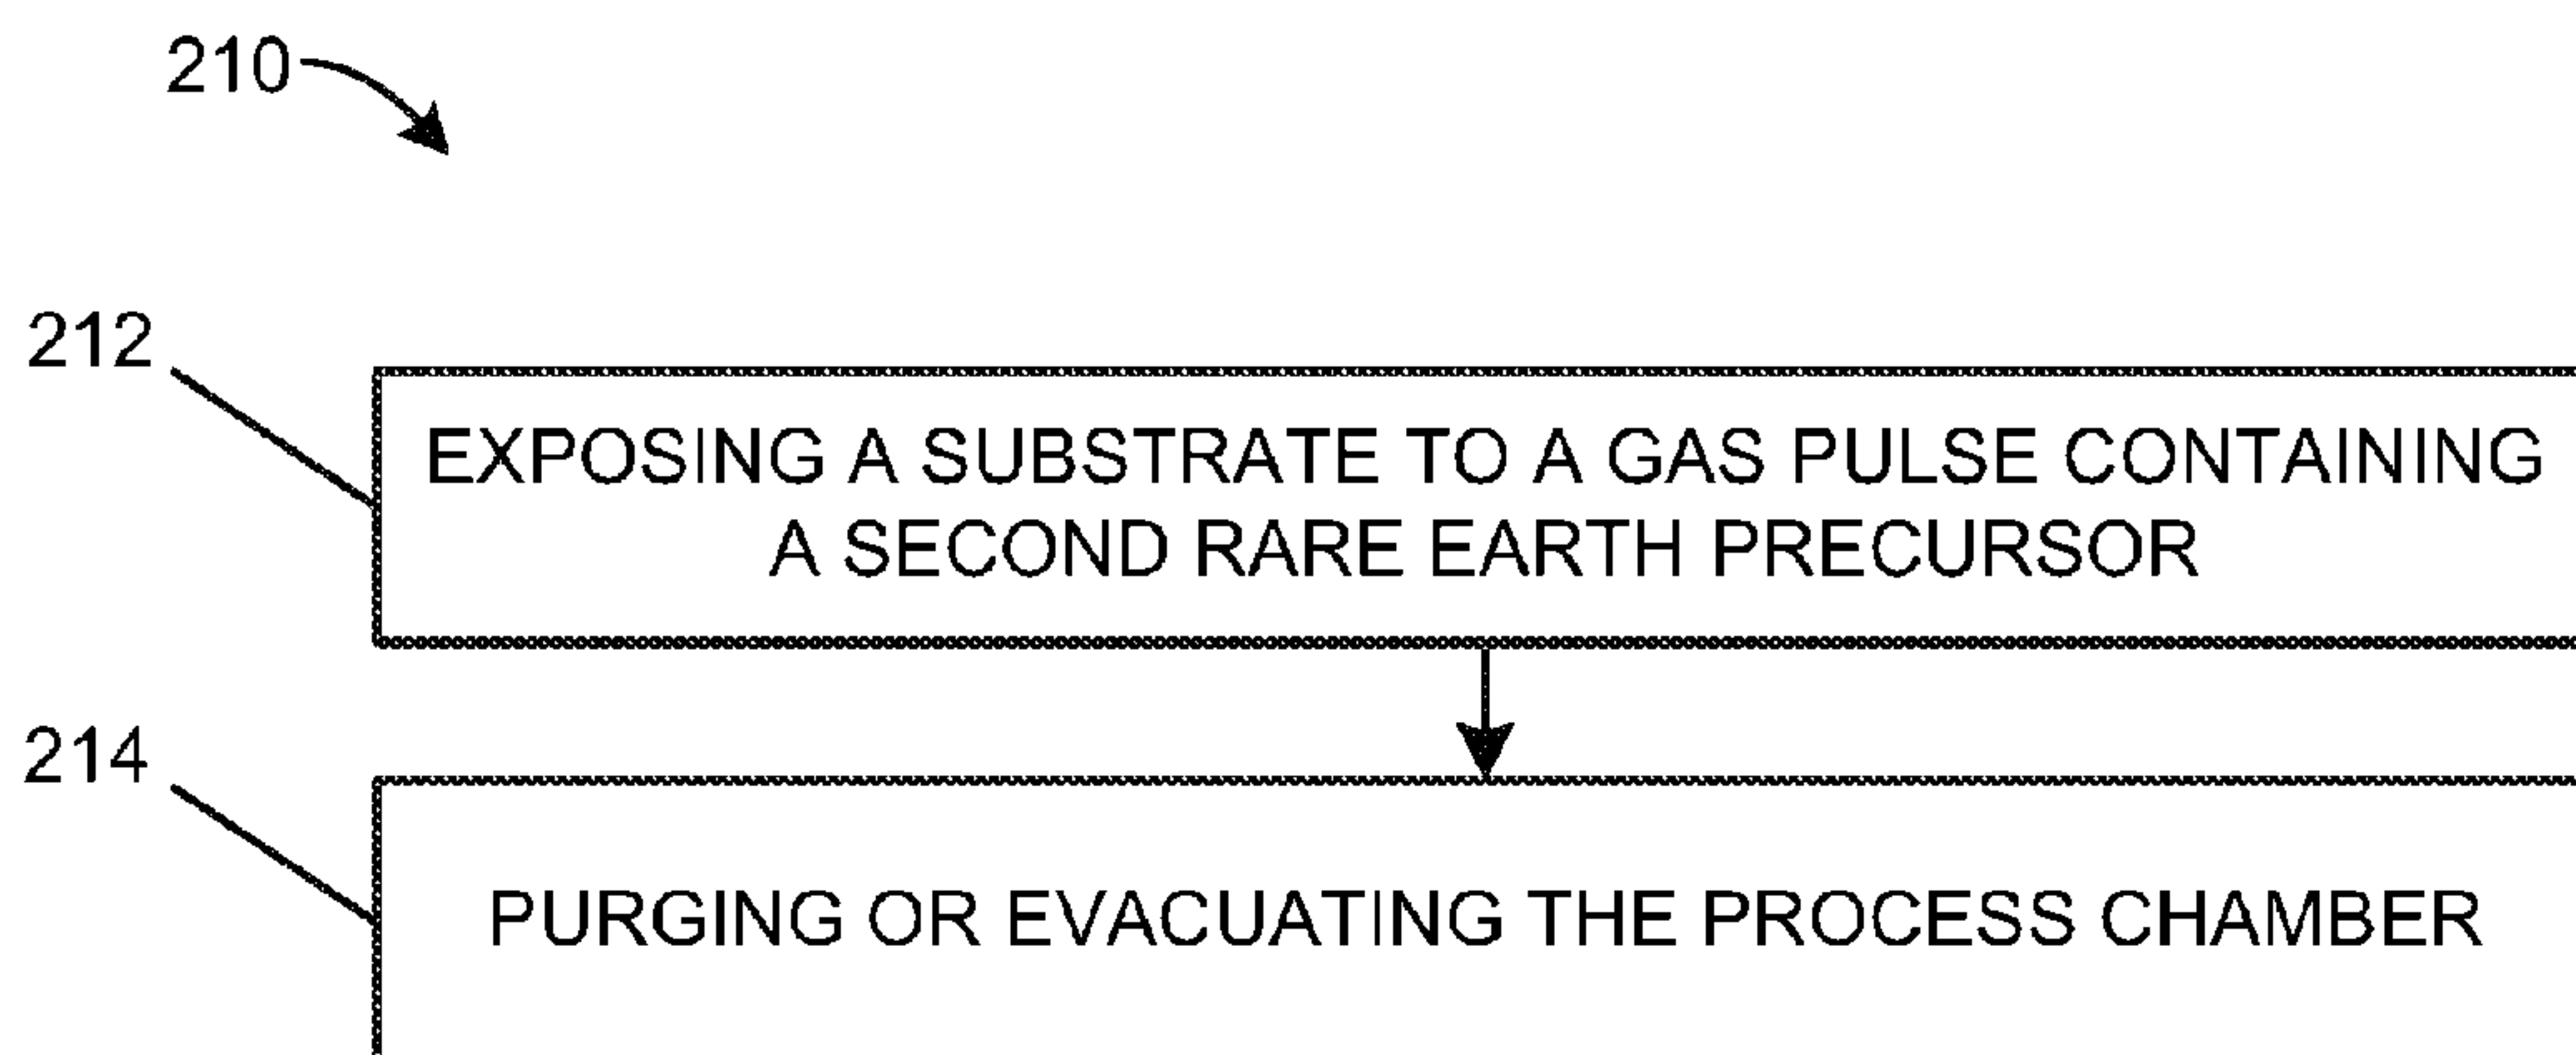 210
212
EXPOSING A SUBSTRATE TO A GAS PULSE CONTAINING
A SECOND RARE EARTH PRECURSOR
214
PURGING OR EVACUATING THE PROCESS CHAMBER